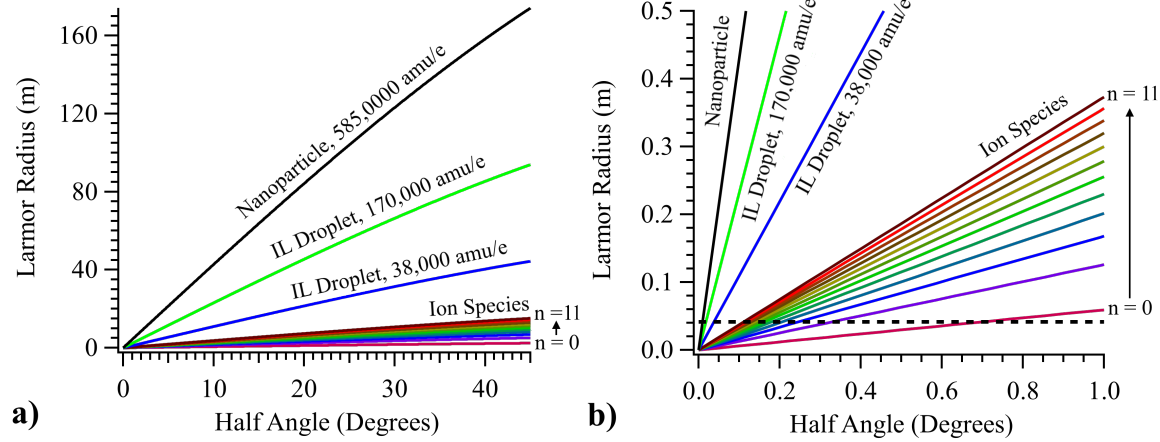 Larmor Radius (m)
160
120
80
40
0
Nanoparticle, 585,0000 amu/e
IL Droplet, 170,000 amu/e
IL Droplet, 38,000 amu/e
Ion Species
n =11
n = 0
0
10
20
30
40
Half Angle (Degrees)
a)
Larmor Radius (m)
0.5
0.4
0.3
0.2
0.1
0.0
Nanoparticle
IL Droplet, 170.000 amu/e
IL Droplet, 38,000 amu/e
Ion Species
n = 11
n = 0
0.0
0.2
0.4
0.6
0.8
1.0
Half Angle (Degrees)
b)